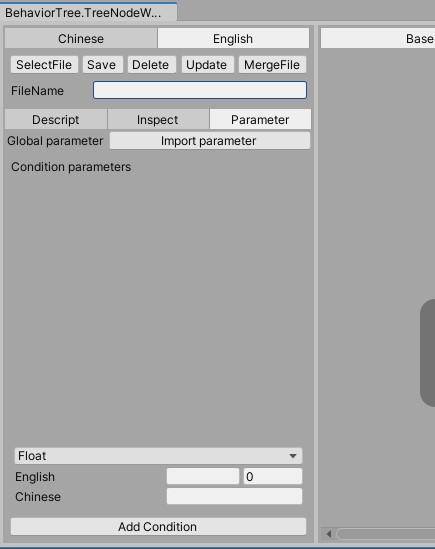 BehaviorTree.TreeNodeW...
Chinese English
SelectFile Save Delete Update MergeFile
FileName
Descript Inspect Parameter
Global parameter Import parameter
Condition parameters
Float
English 0
Chinese
Add Condition
Base